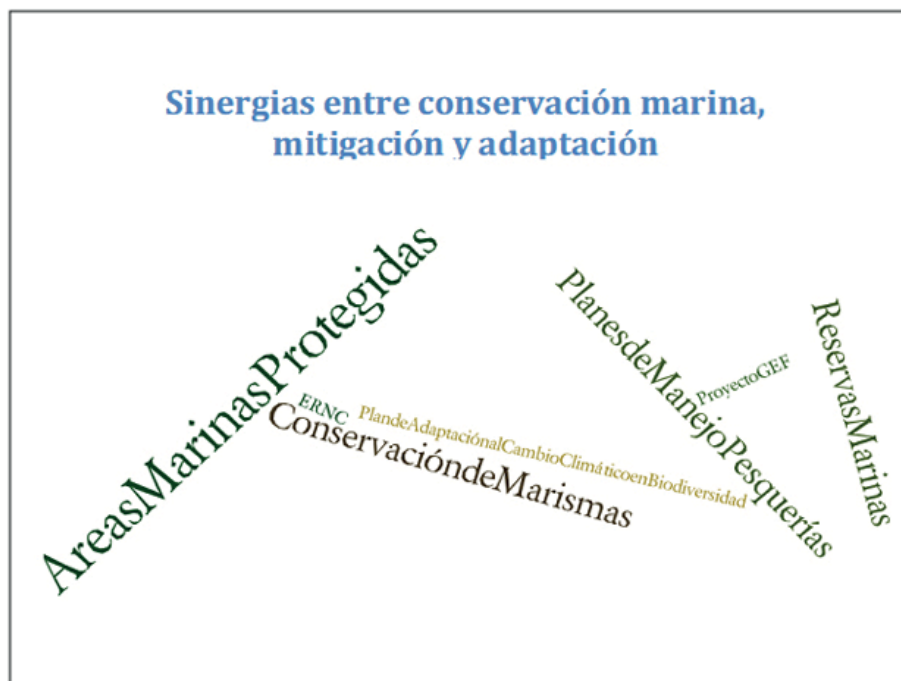 Sinergias entre conservación marina,
mitigación y adaptación
AreasMarinasProtegidas
ERNC
PlandeAdaptaciónalCambioClimáticoenBiodiversidad
ConservacióndeMarismas
PlanesdeManejoPesquerías
ProyectoGEF
ReservasMarinas